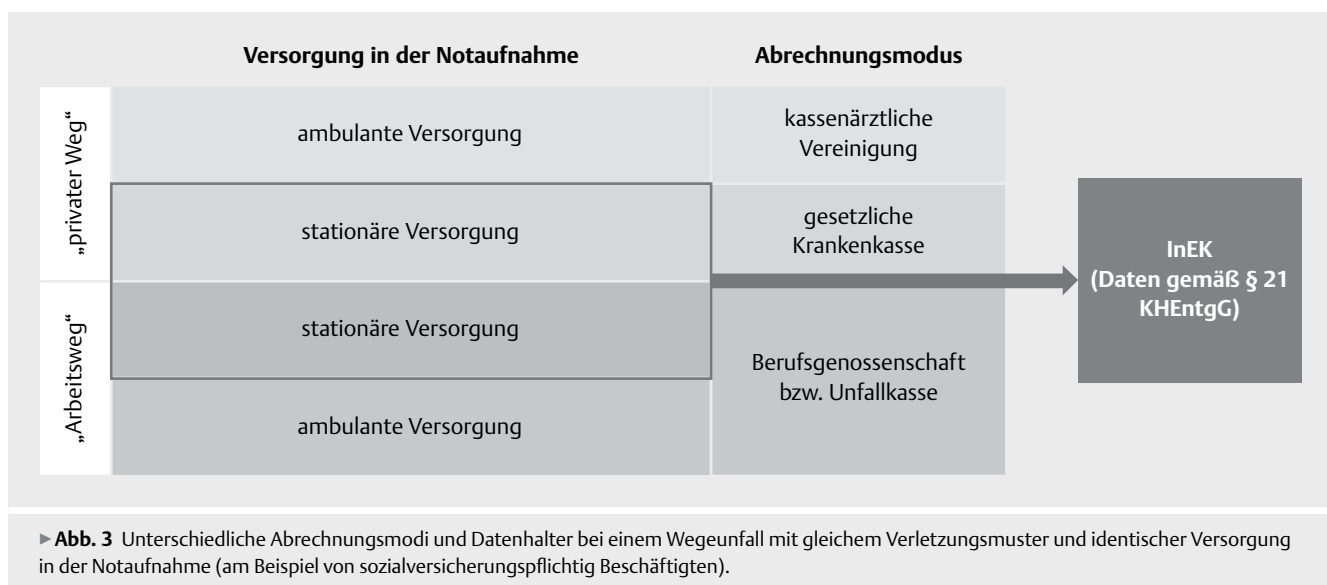 Versorgung in der Notaufnahme
Abrechnungsmodus
„privater Weg“
ambulante Versorgung
kassenärztliche
Vereinigung
stationäre Versorgung
gesetzliche
Krankenkasse
InEK
(Daten gemäß § 21
KHEntgG)
„Arbeitsweg“
stationäre Versorgung
Berufsgenossenschaft
bzw. Unfallkasse
ambulante Versorgung
▶Abb. 3 Unterschiedliche Abrechnungsmodi und Datenhalter bei einem Wegeunfall mit gleichem Verletzungsmuster und identischer Versorgung
in der Notaufnahme (am Beispiel von sozialversicherungspflichtig Beschäftigten).